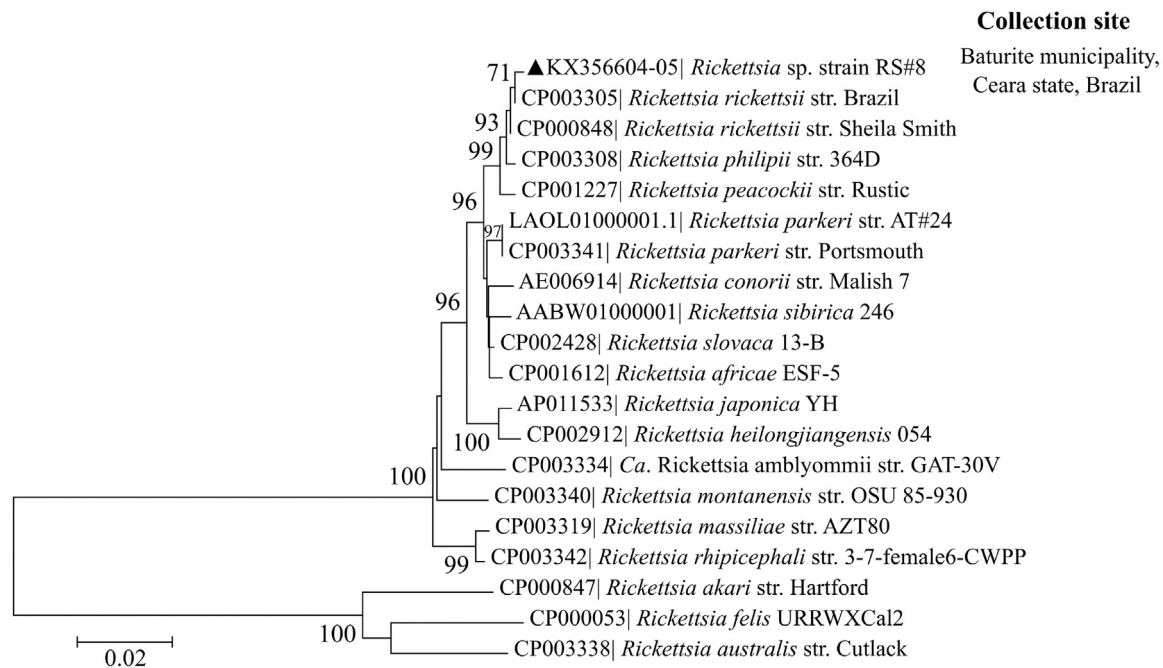 Collection site
Baturite municipality,
Ceara state, Brazil
71
▲KX356604-05| Rickettsia sp. strain RS#8
CP003305| Rickettsia rickettsii str. Brazil
93
CP000848| Rickettsia rickettsii str. Sheila Smith
99
CP003308| Rickettsia philipii str. 364D
CP001227| Rickettsia peacockii str. Rustic
96
LAOL01000001.1| Rickettsia parkeri str. AT#24
97
CP003341| Rickettsia parkeri str. Portsmouth
AE006914| Rickettsia conorii str. Malish 7
96
AABW01000001| Rickettsia sibirica 246
CP002428| Rickettsia slovaca 13-B
CP001612| Rickettsia africae ESF-5
AP011533| Rickettsia japonica YH
100
CP002912| Rickettsia heilongjiangensis 054
CP003334| Ca. Rickettsia amblyommii str. GAT-30V
100
CP003340| Rickettsia montanensis str. OSU 85-930
CP003319| Rickettsia massiliae str. AZT80
99
CP003342| Rickettsia rhipicephali str. 3-7-female6-CWPP
CP000847| Rickettsia akari str. Hartford
CP000053| Rickettsia felis URRWXCal2
100
CP003338| Rickettsia australis str. Cutlack
0.02